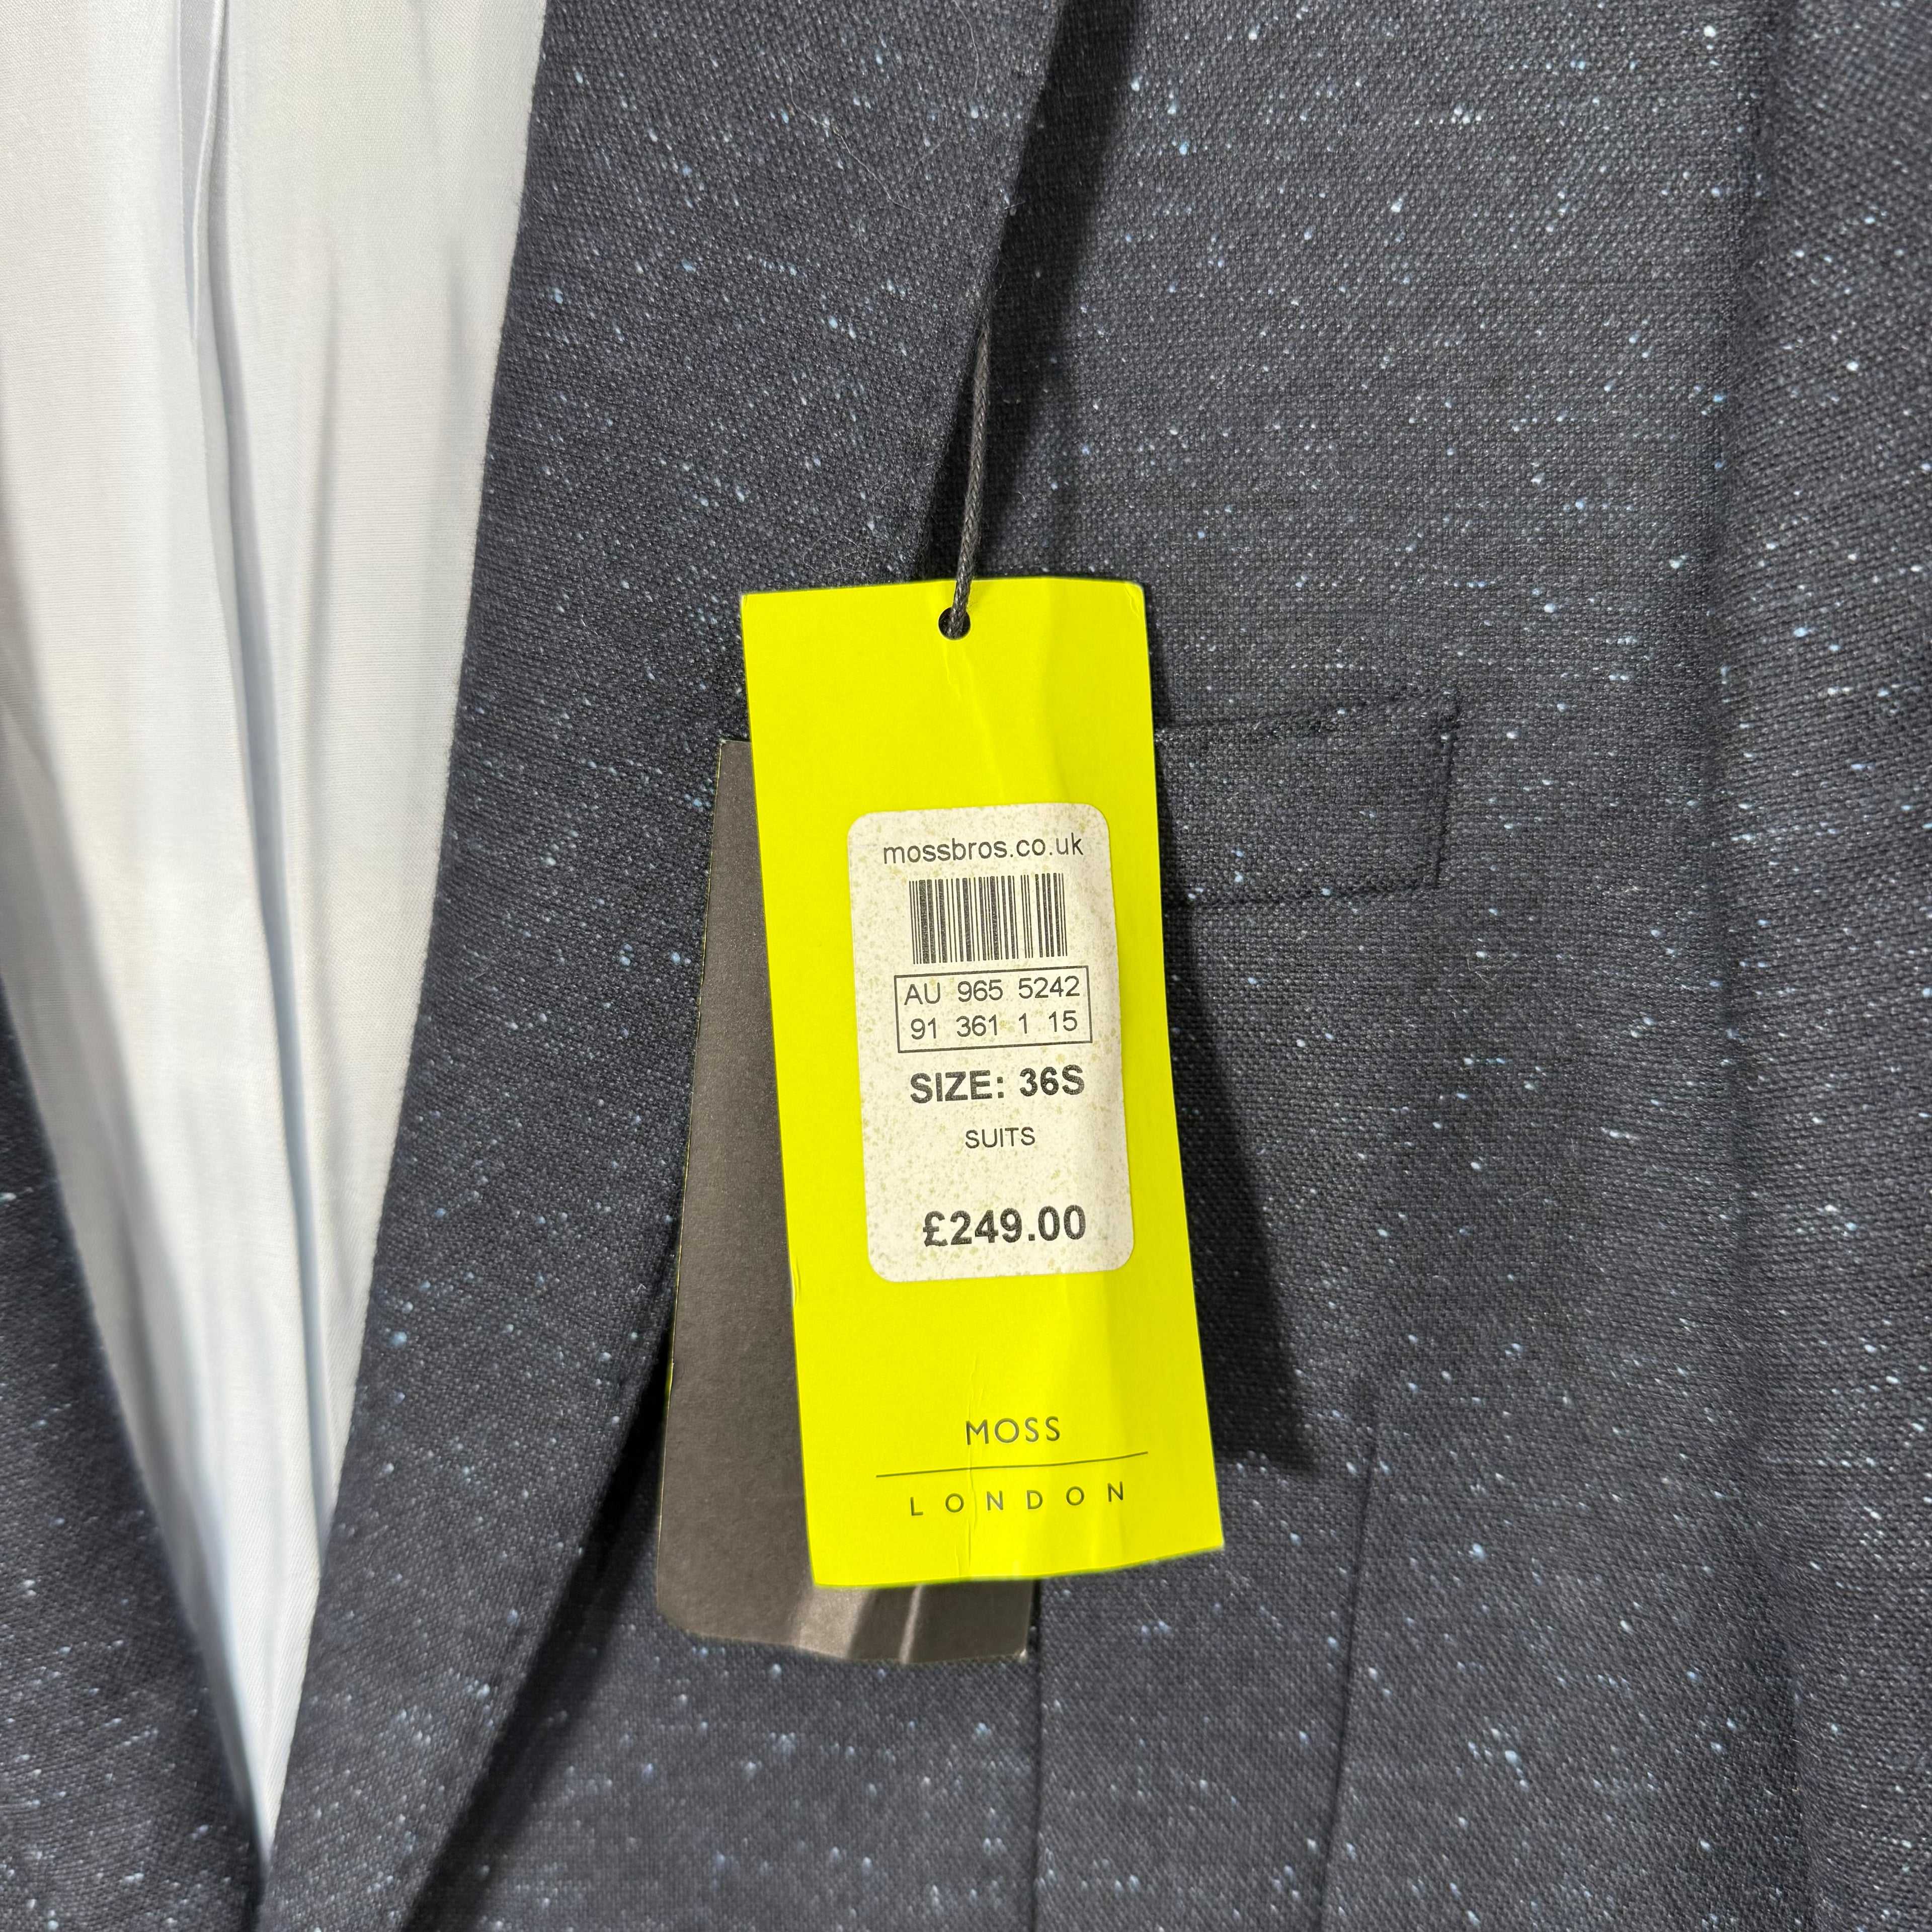 mossbros.co.uk
AU 965 5242
91 361 1 15
SIZE: 36S
SUITS
£249.00
MOSS
LONDON